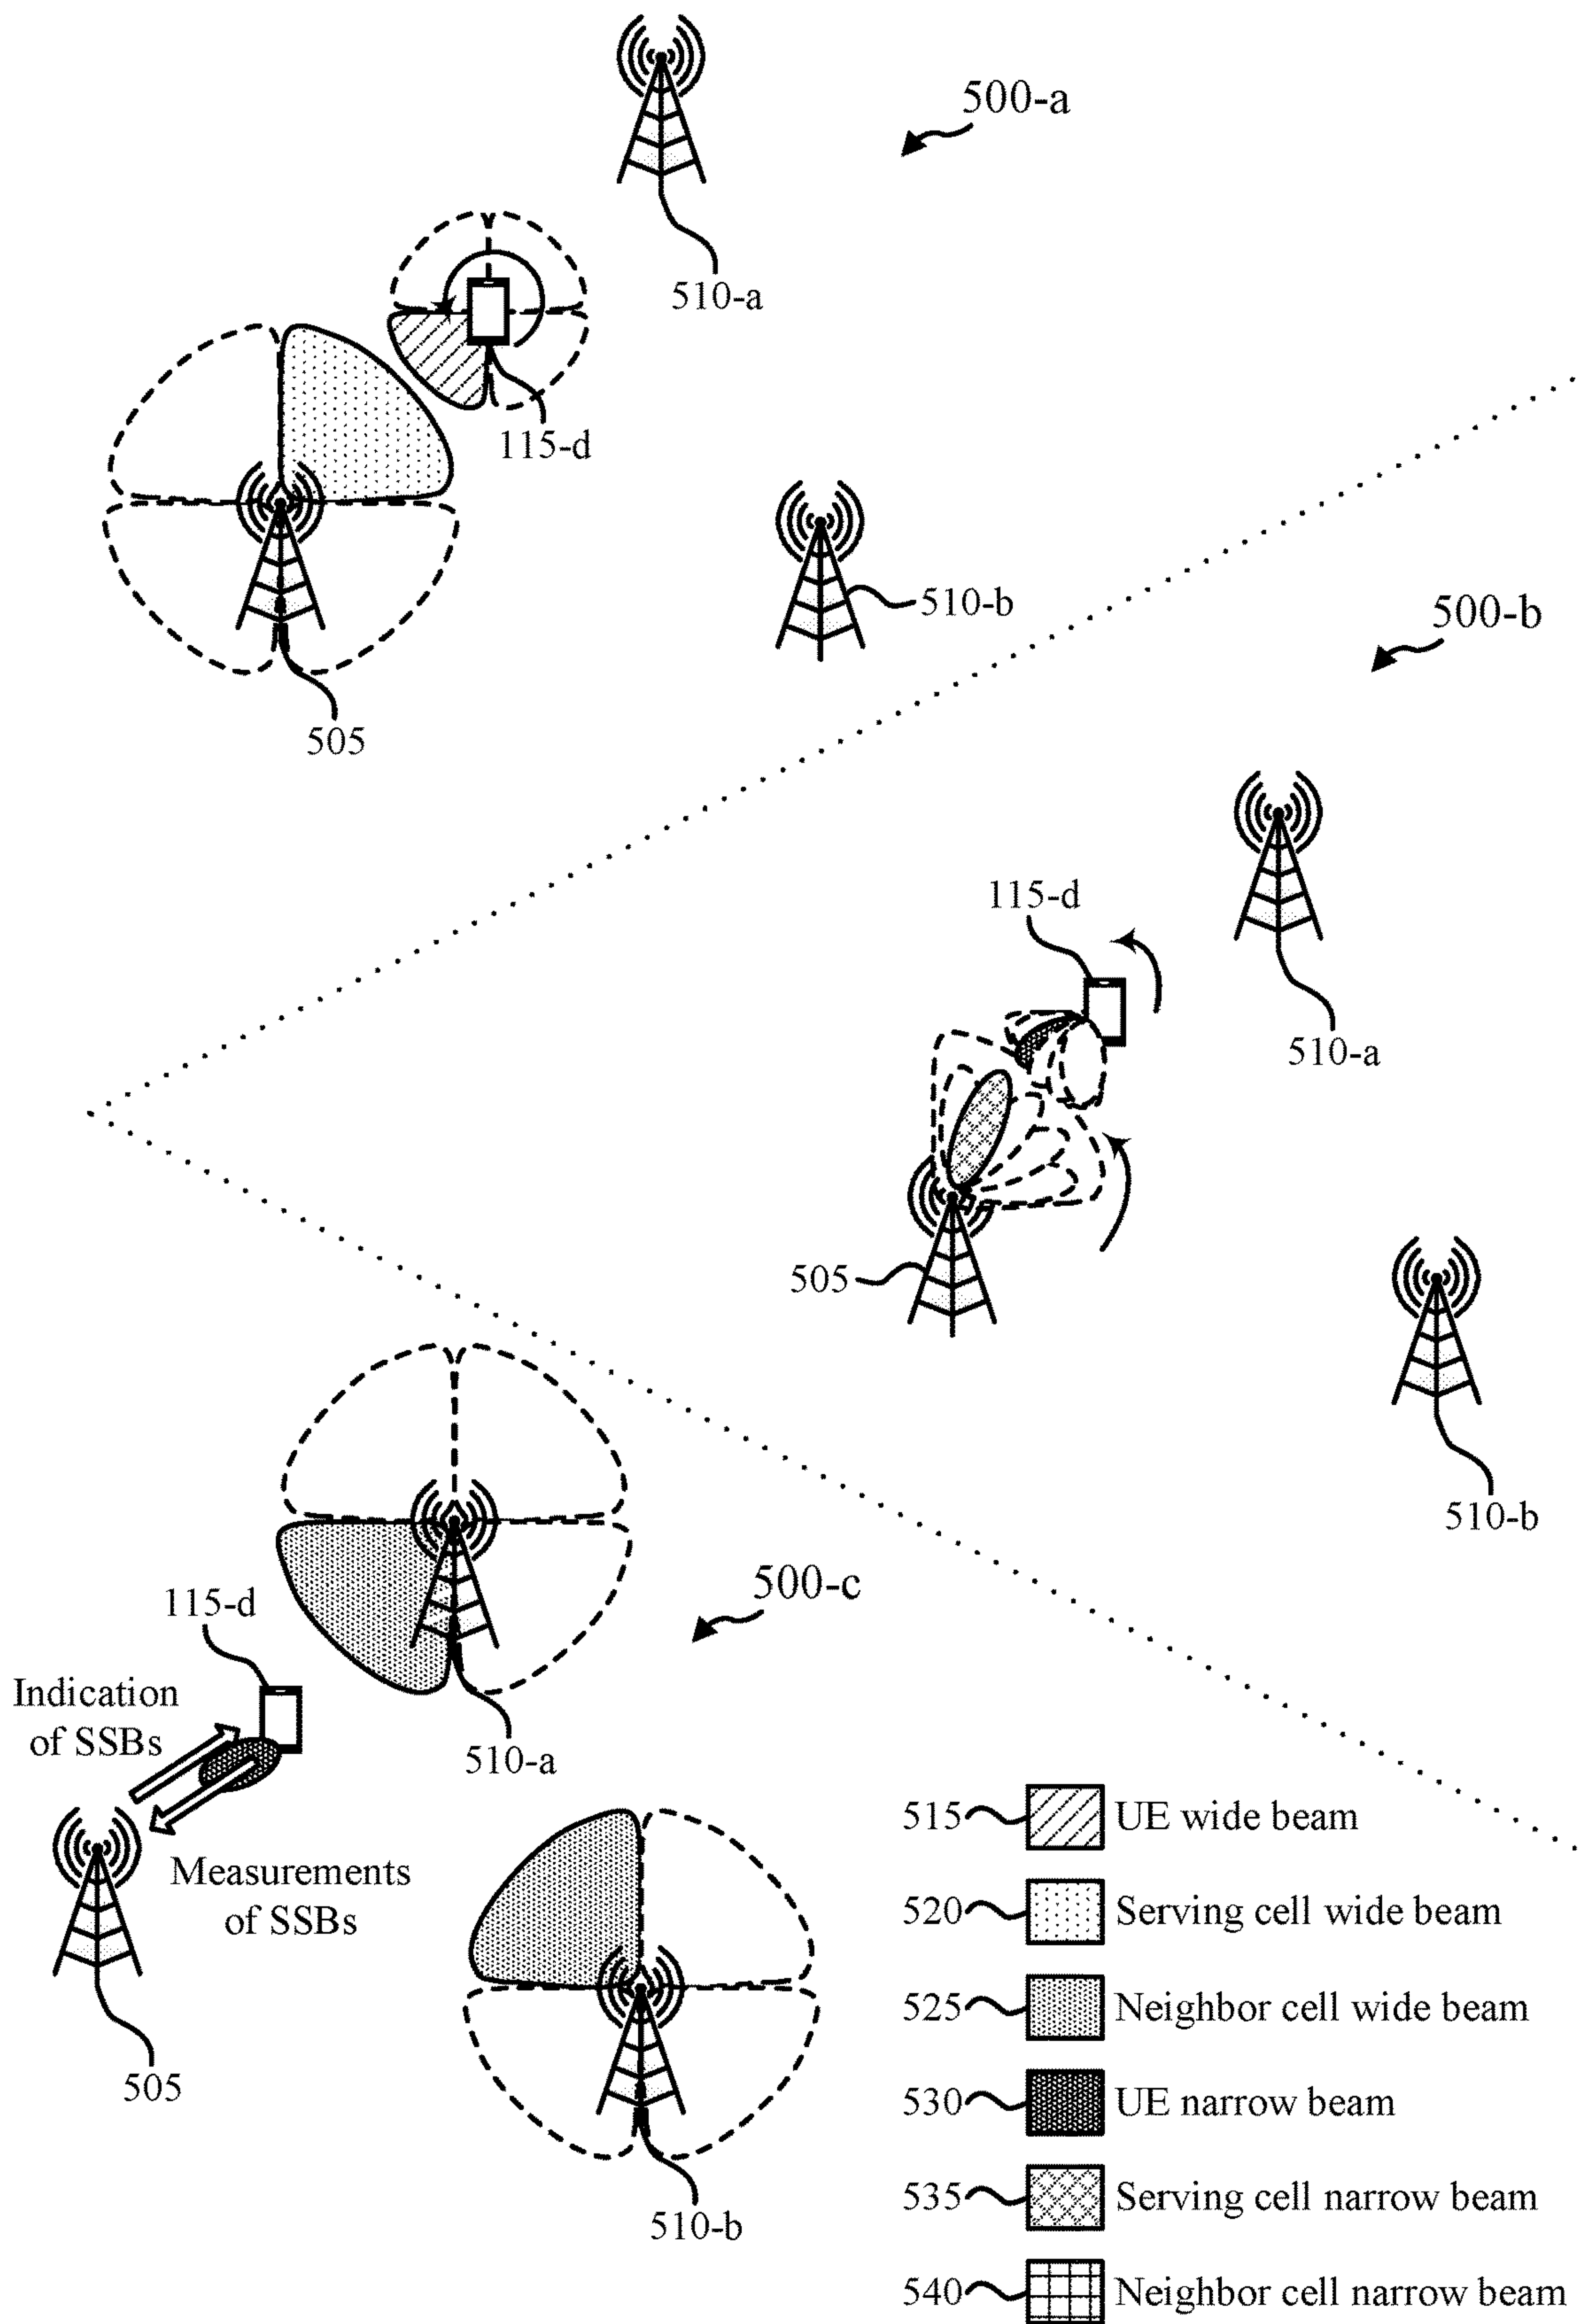 500-a
510-a
115-d
510-b
505
500-b
115-d
510-a
505
510-b
500-c
115-d
Indication
of SSBs
510-a
Measurements
of SSBs
505
510-b
515 UE wide beam
520 Serving cell wide beam
525 Neighbor cell wide beam
530 UE narrow beam
535 Serving cell narrow beam
540 Neighbor cell narrow beam